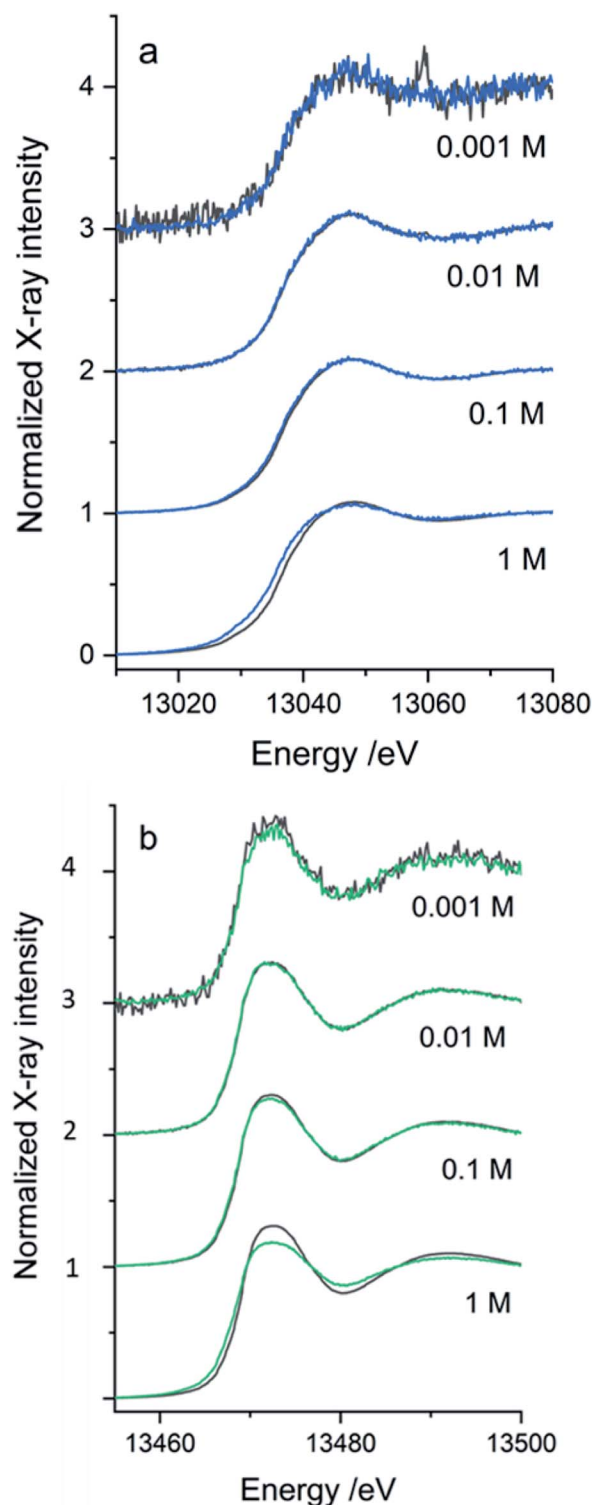 a
4
0.001 M
3
0.01 M
2
0.1 M
1
1 M
0
Normalized X-ray intensity
13020 13040 13060 13080
Energy /eV
b
4
0.001 M
3
0.01 M
2
0.1 M
1
1 M
Normalized X-ray intensity
13460 13480 13500
Energy /eV